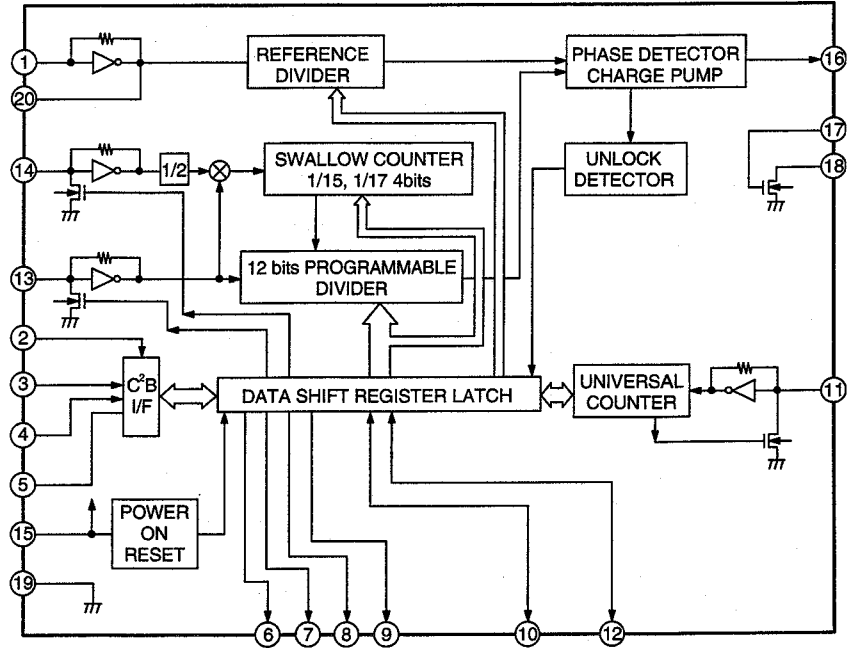 1
20
REFERENCE
DIVIDER
PHASE DETECTOR
CHARGE PUMP
16
17
18
14
1/2
SWALLOW COUNTER
1/15, 1/17 4bits
UNLOCK
DETECTOR
13
12 bits PROGRAMMABLE
DIVIDER
2
3
4
5
C²B
I/F
DATA SHIFT REGISTER LATCH
UNIVERSAL
COUNTER
11
15
POWER
ON
RESET
19
6
7
8
9
10
12